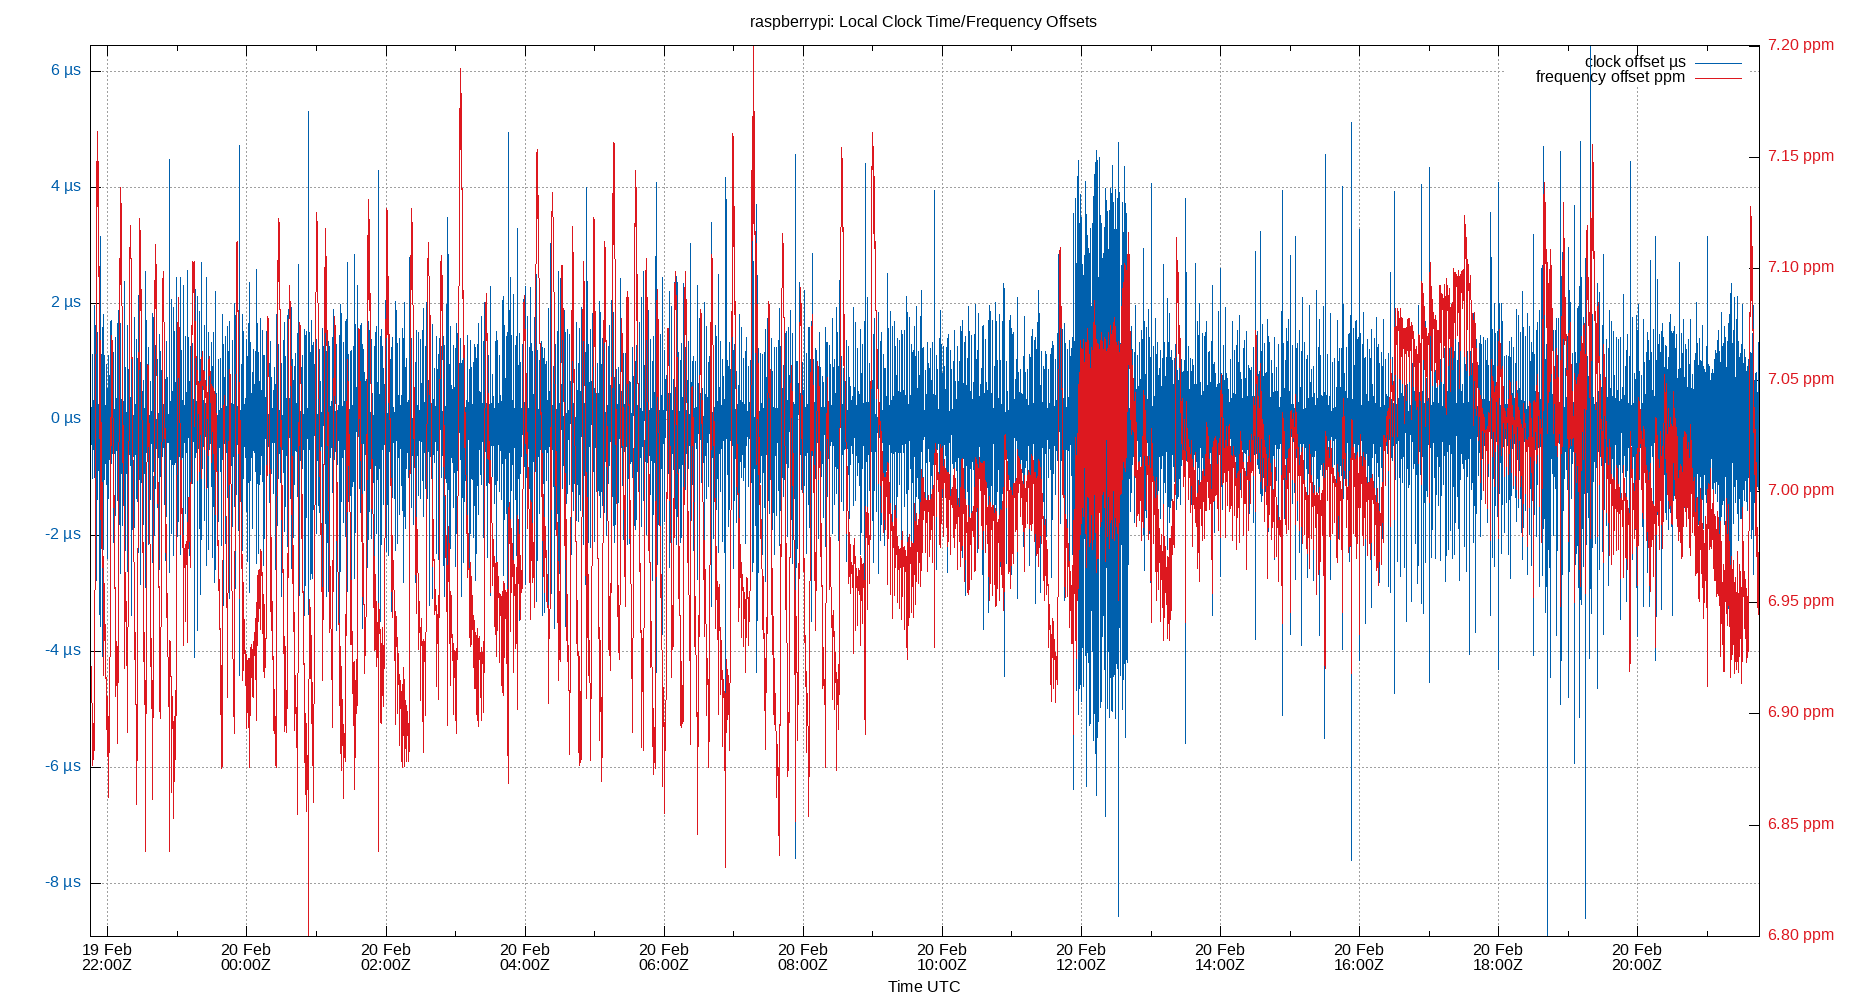 raspberrypi: Local Clock Time/Frequency Offsets
7.20 ppm
6 µs
clock offset µs
frequency offset ppm
7.15 ppm
4 µs
7.10 ppm
2 µs
7.05 ppm
0 µs
7.00 ppm
-2 µs
6.95 ppm
-4 µs
6.90 ppm
-6 µs
6.85 ppm
-8 µs
6.80 ppm
19 Feb 20 Feb 20 Feb 20 Feb 20 Feb 20 Feb 20 Feb 20 Feb 20 Feb 20 Feb 20 Feb 20 Feb
22:00Z 00:00Z 02:00Z 04:00Z 06:00Z 08:00Z 10:00Z 12:00Z 14:00Z 16:00Z 18:00Z 20:00Z
Time UTC